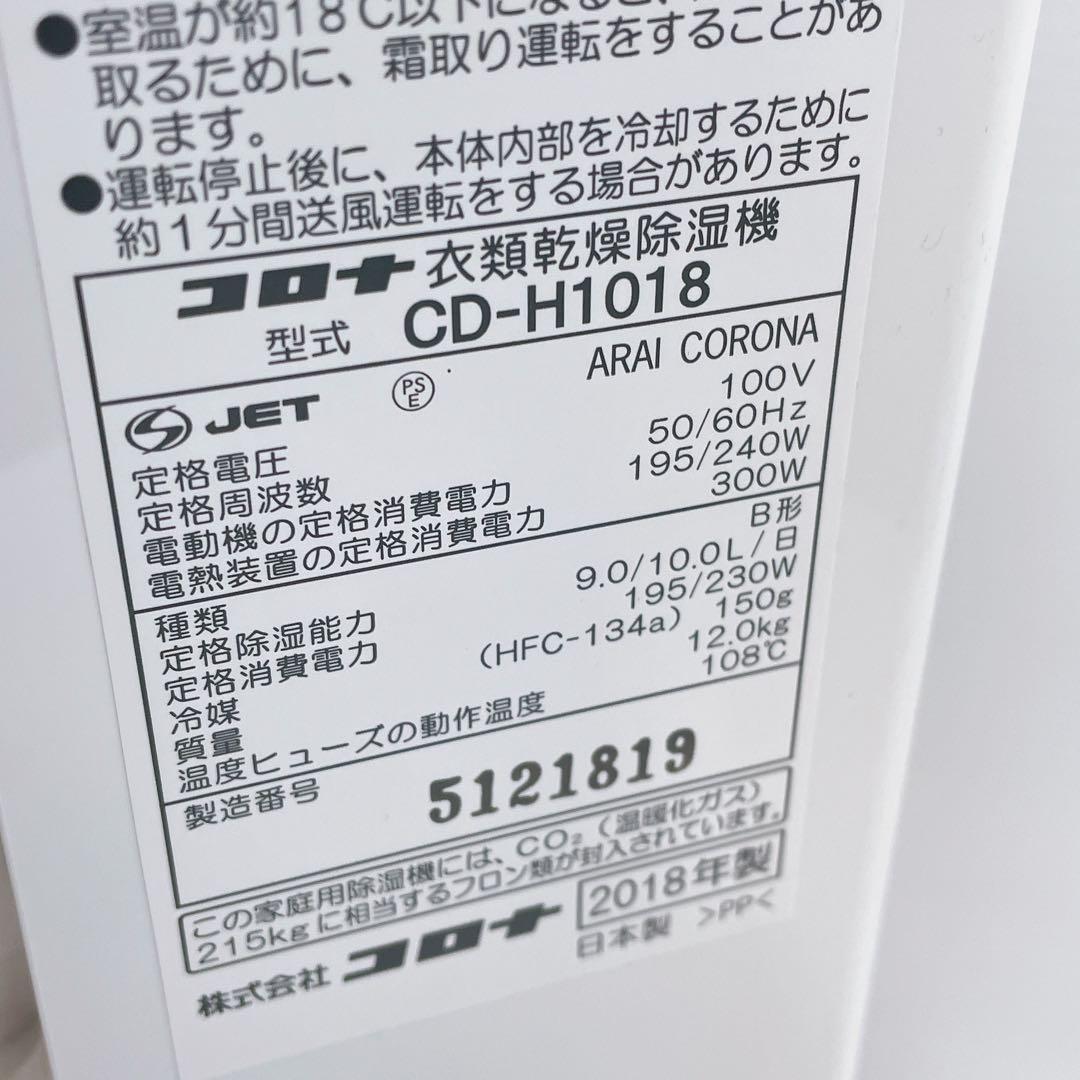 ●室温が約18℃以下になると、
取るために、霜取り運転をすることがあ
ります。
●運転停止後に、本体内部を冷却するために
約1分間送風運転をする場合があります。
コロナ 衣類乾燥除湿機
型式 CD-H1018
JET PSE ARAI CORONA
定格電圧 100V
定格周波数 50/60Hz
電動機の定格消費電力 195/240W
電熱装置の定格消費電力 300W
種類 B形
定格除湿能力 9.0/10.0L/日
定格消費電力 195/230W
冷媒 (HFC-134a) 150g
質量 12.0kg
温度ヒューズの動作温度 108℃
製造番号 5121819
この家庭用除湿機には、CO₂(温暖化ガス)
215kgに相当するフロン類が封入されています。
株式会社 コロナ 2018年製
日本製 >PP<